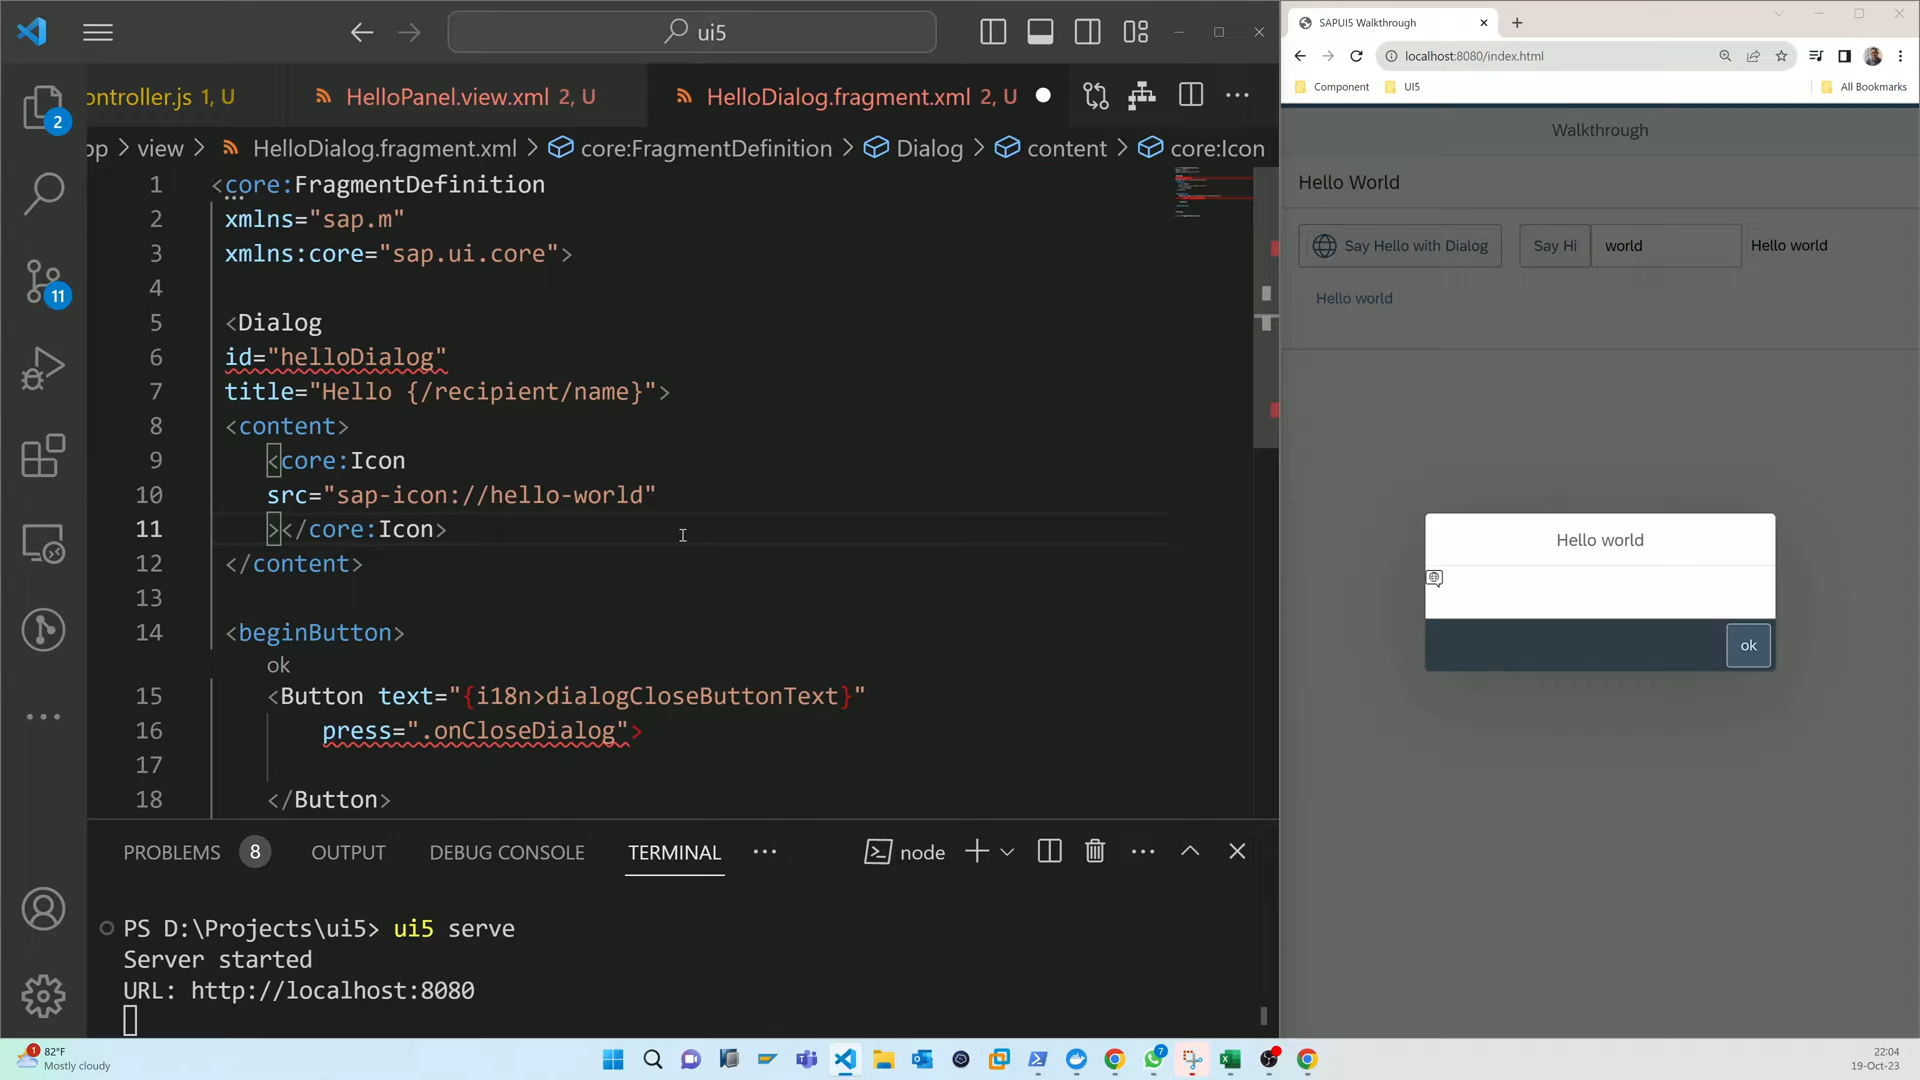 ui5
ontroller.js 1, U
HelloPanel.view.xml 2, U
HelloDialog.fragment.xml 2, U
pp > view > HelloDialog.fragment.xml > core:FragmentDefinition > Dialog > content > core:Icon
1 <core:FragmentDefinition
2 xmlns="sap.m"
3 xmlns:core="sap.ui.core">
4
5 <Dialog
6 id="helloDialog"
7 title="Hello {/recipient/name}">
8 <content>
9 <core:Icon
10 src="sap-icon://hello-world"
11 ></core:Icon>
12 </content>
13
14 <beginButton>
ok
15 <Button text="{i18n>dialogCloseButtonText}"
16 press=".onCloseDialog">
17
18 </Button>
2
11
PROBLEMS 8 OUTPUT DEBUG CONSOLE TERMINAL
node
PS D:\Projects\ui5> ui5 serve
Server started
URL: http://localhost:8080
SAPUI5 Walkthrough
localhost:8080/index.html
Component UI5 All Bookmarks
Walkthrough
Hello World
Say Hello with Dialog Say Hi world Hello world
Hello world
Hello world
ok
1
82°F
Mostly cloudy
7
22:04
19-Oct-23